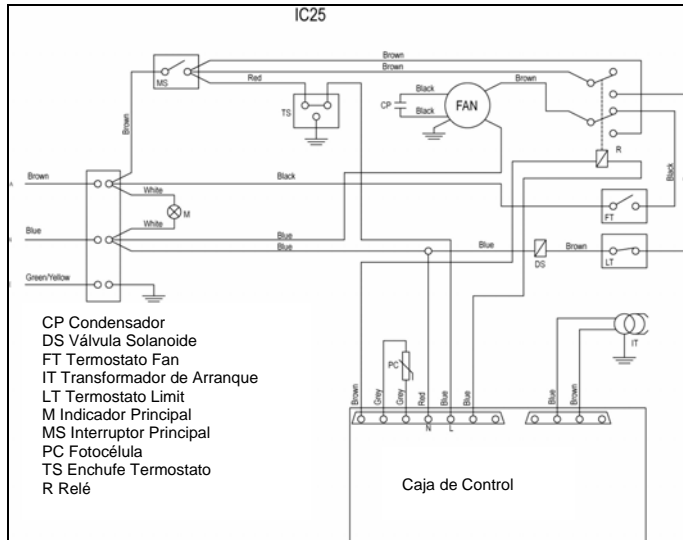 IC25
Brown
Brown
Red
MS
Brown
TS
CP
Black
Black
FAN
Brown
R
Black
Brown
A
White
Black
White
M
FT
Blue
N
Blue
Blue
Blue
DS
Brown
LT
Green/Yellow
E
CP Condensador
DS Válvula Solanoide
FT Termostato Fan
IT Transformador de Arranque
LT Termostato Limit
M Indicador Principal
MS Interruptor Principal
PC Fotocélula
TS Enchufe Termostato
R Relé
PC
IT
Brown
Grey
Grey
Red
Blue
Blue
Blue
Brown
N
L
Caja de Control